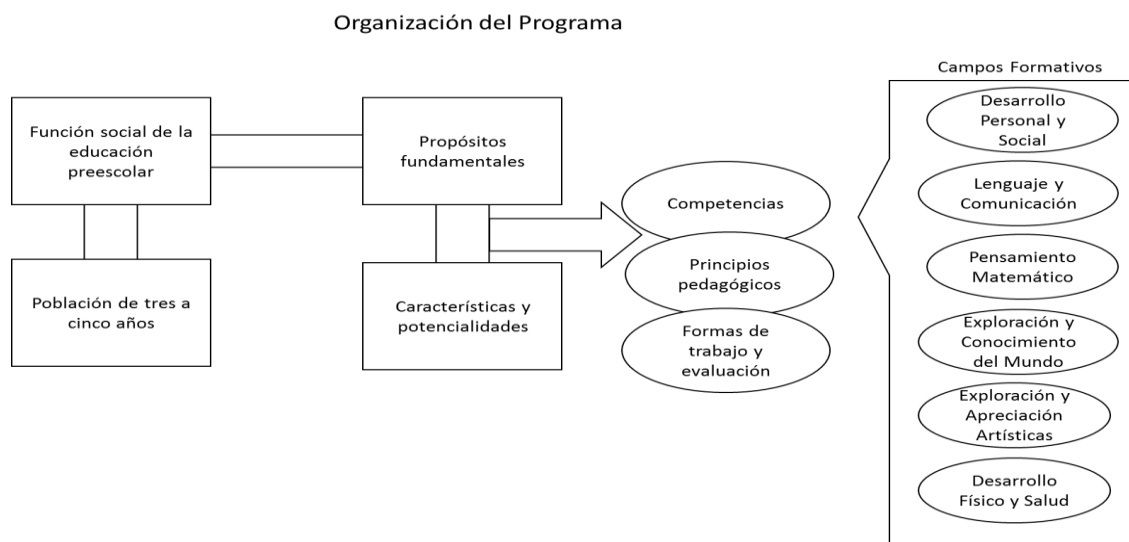 Organización del Programa
Función social de la
educación
preescolar
Propósitos
fundamentales
Población de tres a
cinco años
Características y
potencialidades
Competencias
Principios
pedagógicos
Formas de
trabajo y
evaluación
Campos Formativos
Desarrollo
Personal y
Social
Lenguaje y
Comunicación
Pensamiento
Matemático
Exploración y
Conocimiento
del Mundo
Exploración y
Apreciación
Artísticas
Desarrollo
Físico y Salud